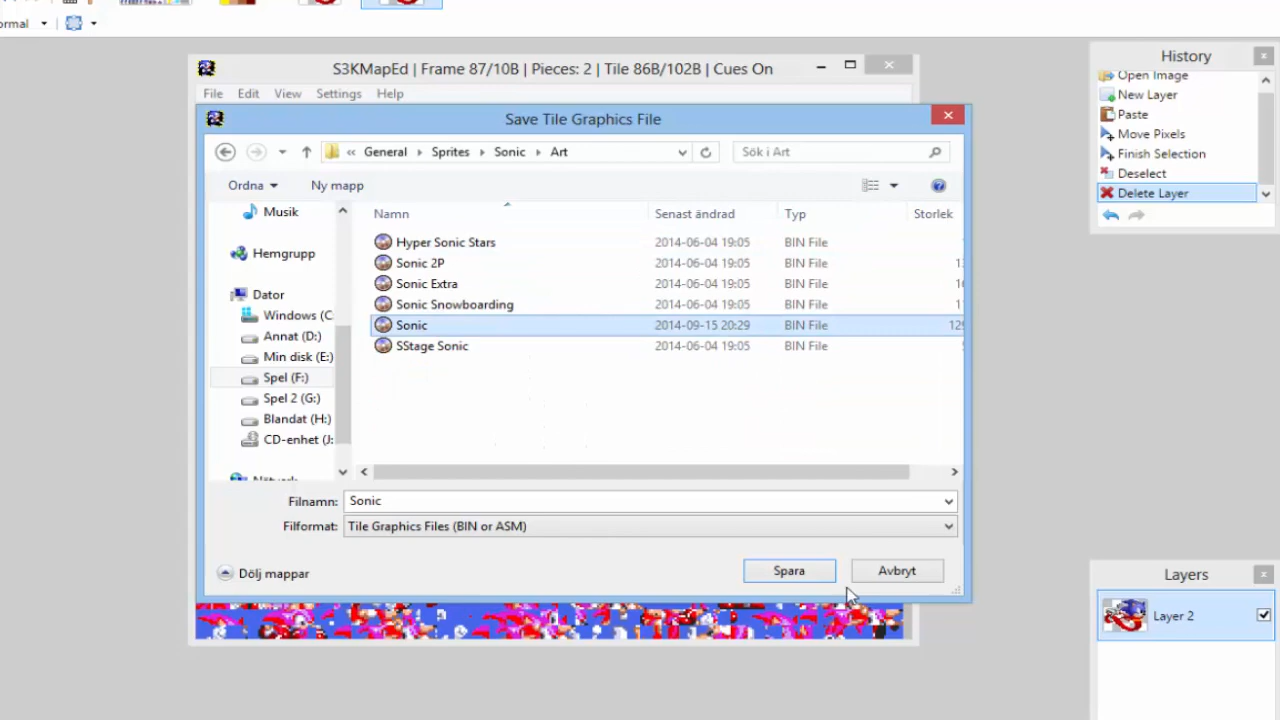 ormal
S3KMapEd | Frame 87/10B | Pieces: 2 | Tile 86B/102B | Cues On
File Edit View Settings Help
Save Tile Graphics File
« General Sprites Sonic Art
Sök i Art
Ordna Ny mapp
Namn Senast ändrad Typ Storlek
Hyper Sonic Stars 2014-06-04 19:05 BIN File
Sonic 2P 2014-06-04 19:05 BIN File
Sonic Extra 2014-06-04 19:05 BIN File
Sonic Snowboarding 2014-06-04 19:05 BIN File
Sonic 2014-09-15 20:29 BIN File
SStage Sonic 2014-06-04 19:05 BIN File
Musik
Hemgrupp
Dator
Windows (C
Annat (D:)
Min disk (E:)
Spel (F:)
Spel 2 (G:)
Blandat (H:)
CD-enhet (J:
Filnamn: Sonic
Filformat: Tile Graphics Files (BIN or ASM)
Dölj mappar
Spara Avbryt
History
Open Image
New Layer
Paste
Move Pixels
Finish Selection
Deselect
Delete Layer
Layers
Layer 2